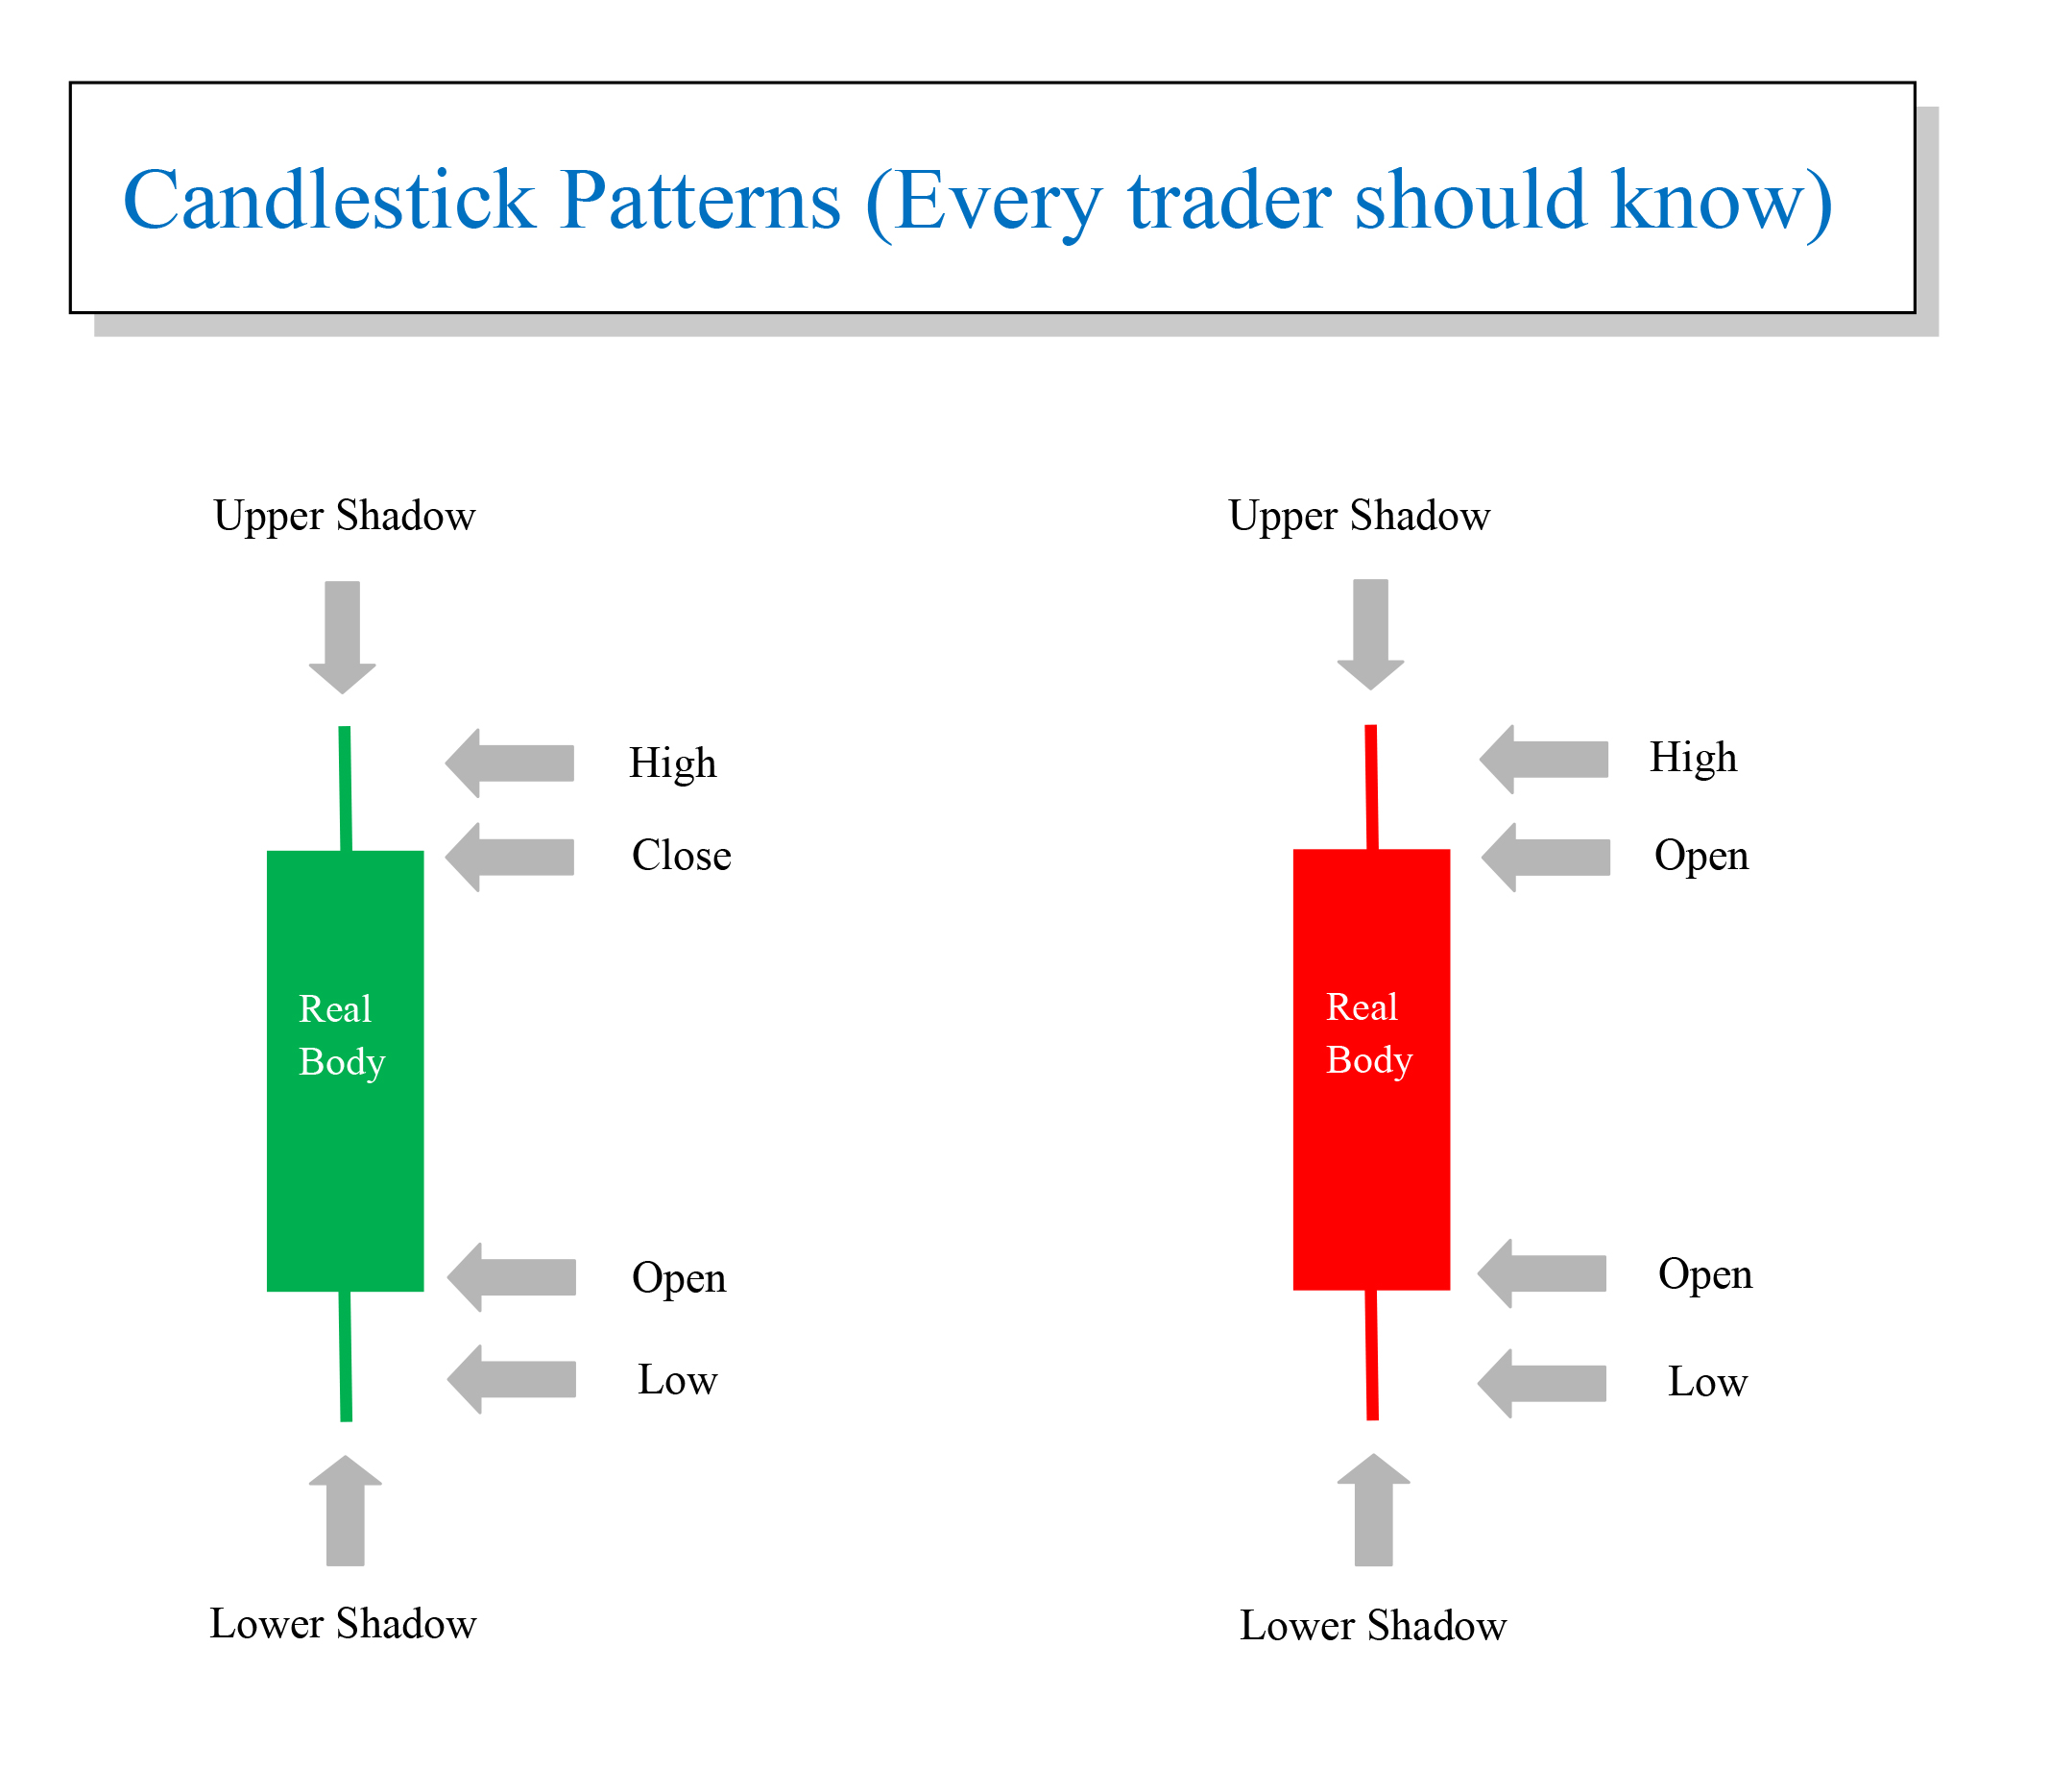 Candlestick Patterns (Every trader should know)
Upper Shadow
High
Close
Real
Body
Open
Low
Lower Shadow
Upper Shadow
High
Open
Real
Body
Open
Low
Lower Shadow